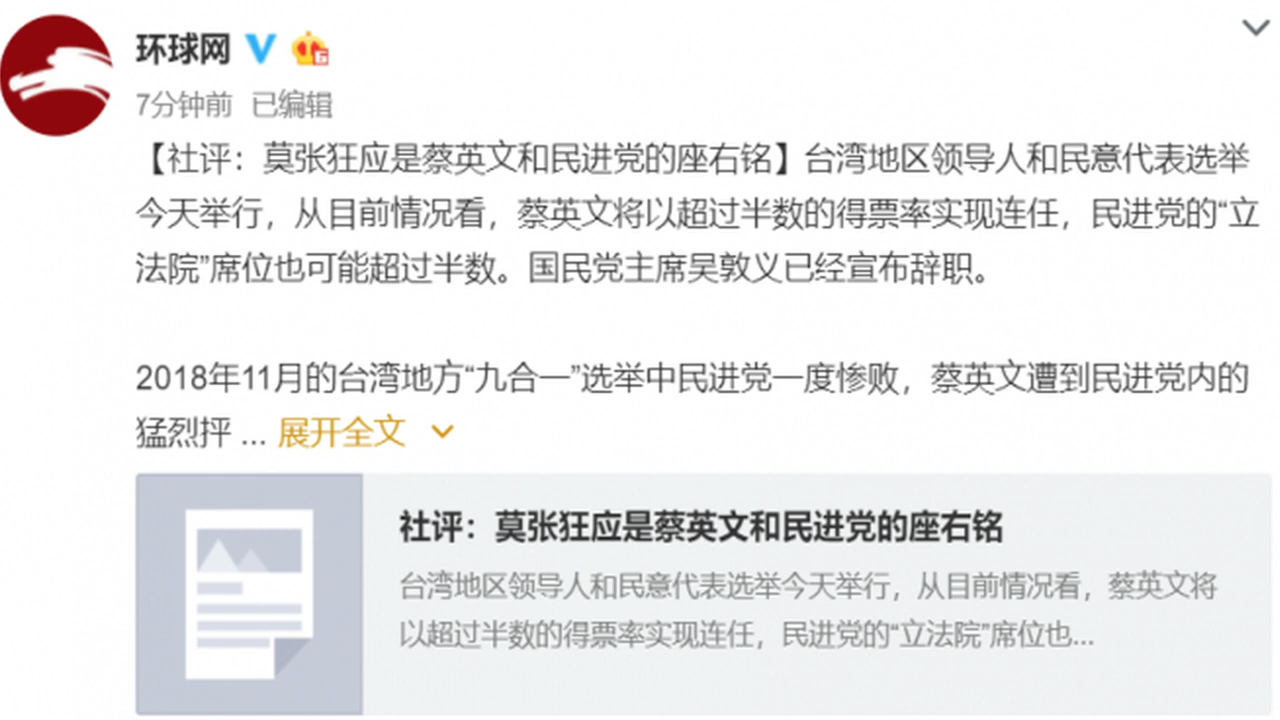 环球网
7分钟前 已编辑
【社评：莫张狂应是蔡英文和民进党的座右铭】台湾地区领导人和民意代表选举
今天举行，从目前情况看，蔡英文将以超过半数的得票率实现连任，民进党的“立
法院”席位也可能超过半数。国民党主席吴敦义已经宣布辞职。
2018年11月的台湾地方“九合一”选举中民进党一度惨败，蔡英文遭到民进党内的
猛烈抨 ... 展开全文
社评：莫张狂应是蔡英文和民进党的座右铭
台湾地区领导人和民意代表选举今天举行，从目前情况看，蔡英文将
以超过半数的得票率实现连任，民进党的“立法院”席位也...